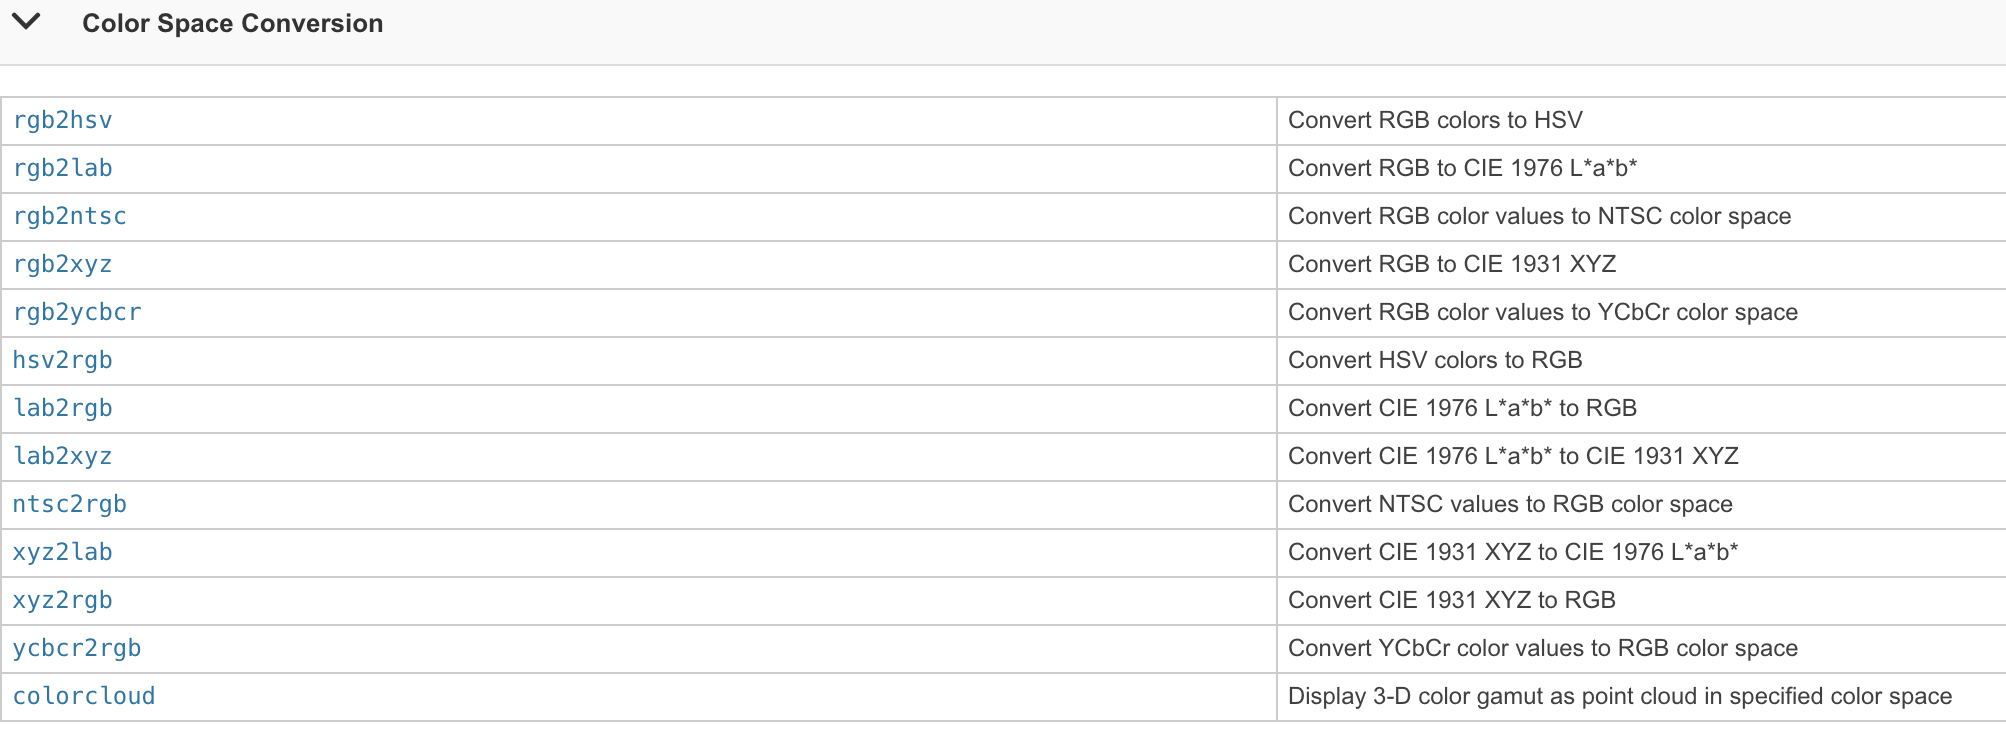 Color Space Conversion
rgb2hsv Convert RGB colors to HSV
rgb2lab Convert RGB to CIE 1976 L*a*b*
rgb2ntsc Convert RGB color values to NTSC color space
rgb2xyz Convert RGB to CIE 1931 XYZ
rgb2ycbcr Convert RGB color values to YCbCr color space
hsv2rgb Convert HSV colors to RGB
lab2rgb Convert CIE 1976 L*a*b* to RGB
lab2xyz Convert CIE 1976 L*a*b* to CIE 1931 XYZ
ntsc2rgb Convert NTSC values to RGB color space
xyz2lab Convert CIE 1931 XYZ to CIE 1976 L*a*b*
xyz2rgb Convert CIE 1931 XYZ to RGB
ycbcr2rgb Convert YCbCr color values to RGB color space
colorcloud Display 3-D color gamut as point cloud in specified color space